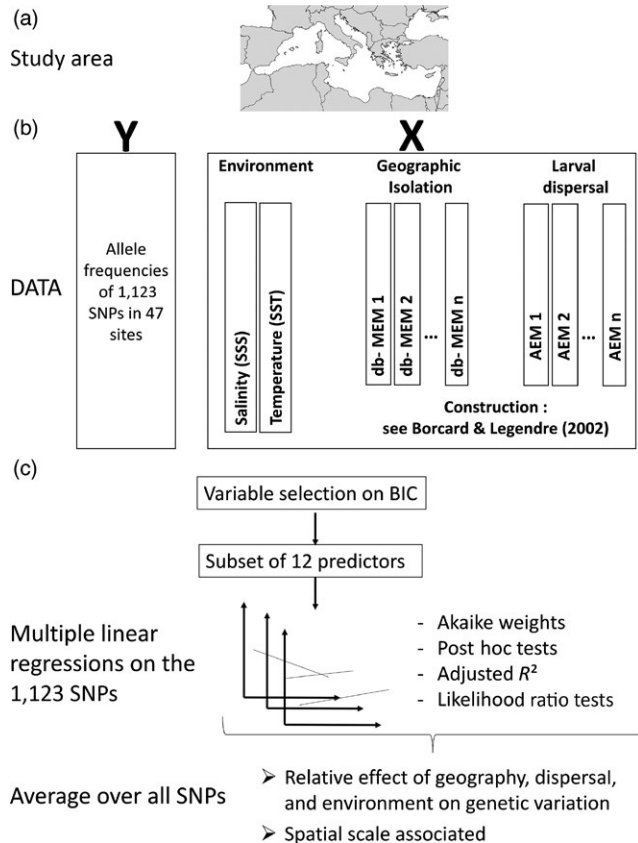 (a)
Study area
(b)
Y
X
DATA
Allele
frequencies
of 1,123
SNPs in 47
sites
Environment
Salinity (SSS)
Temperature (SST)
Geographic
Isolation
db- MEM 1
db- MEM 2
...
db- MEM n
Larval
dispersal
AEM 1
AEM 2
...
AEM n
Construction :
see Borcard & Legendre (2002)
(c)
Variable selection on BIC
Subset of 12 predictors
Multiple linear
regressions on the
1,123 SNPs
- Akaike weights
- Post hoc tests
- Adjusted R²
- Likelihood ratio tests
Average over all SNPs
➢ Relative effect of geography, dispersal,
and environment on genetic variation
➢ Spatial scale associated